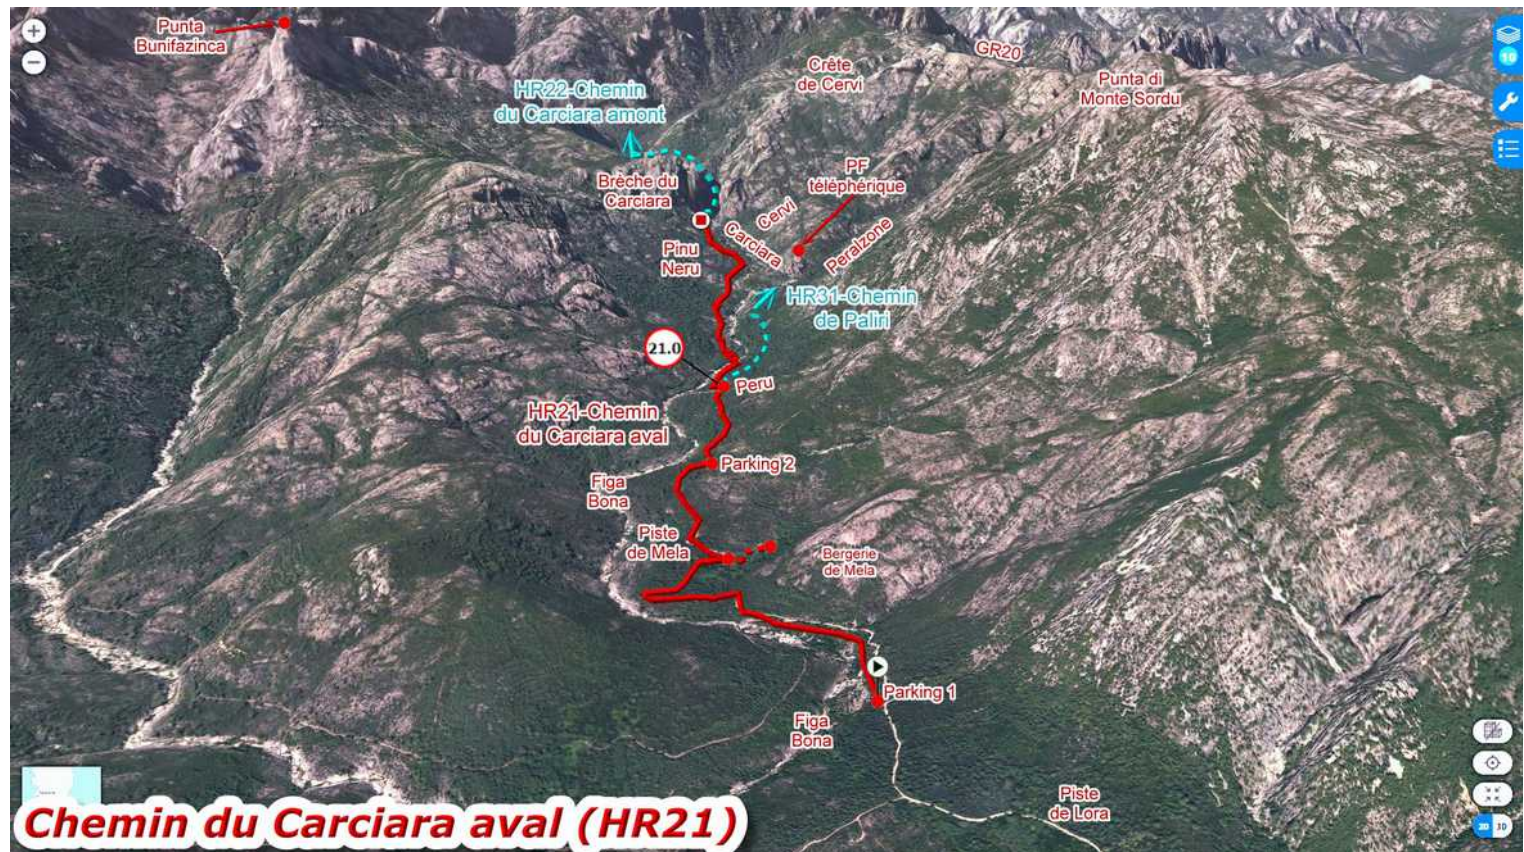 Punta
Bunifazinca
GR20
Crête
de Cervi
Punta di
Monte Sordu
10
HR22-Chemin
du Carciara amont
PF
téléphérique
Brèche du
Carciara
Cervi
Carciara
Peralzone
Pinu
Neru
HR31-Chemin
de Paliri
21.0
Peru
HR21-Chemin
du Carciara aval
Parking 2
Figa
Bona
Piste
de Mela
Bergerie
de Mela
Parking 1
Figa
Bona
Piste
de Lora
Chemin du Carciara aval (HR21)
2D 3D